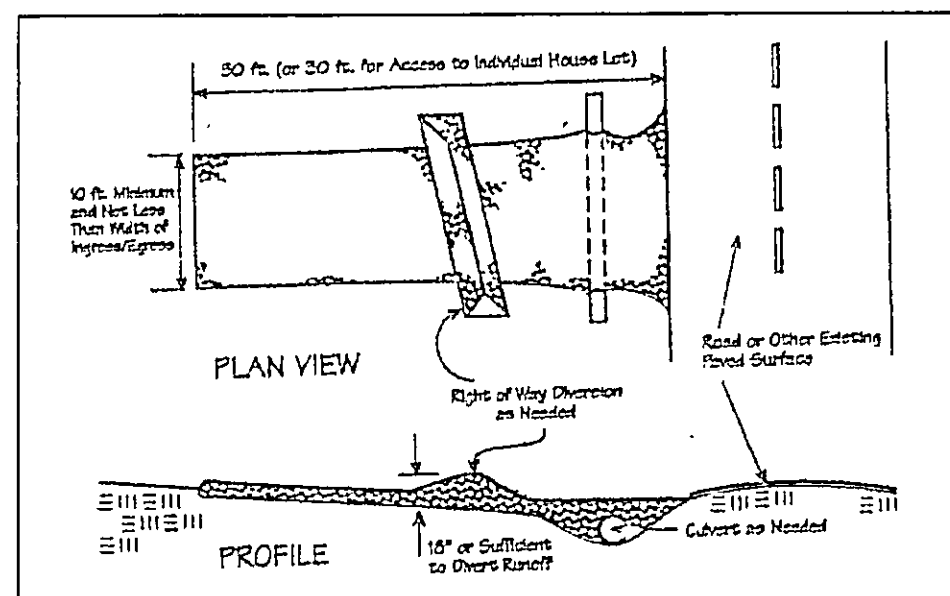 50 ft. (or 30 ft. for Access to Individual House Lot)
10 ft. Minimum
and Not Less
Than Width of
Ingress/Egress
PLAN VIEW
Road or Other Existing
Paved Surface
Right of Way Diversion
as Needed
Culvert as Needed
18" or Sufficient
to Divert Runoff
PROFILE